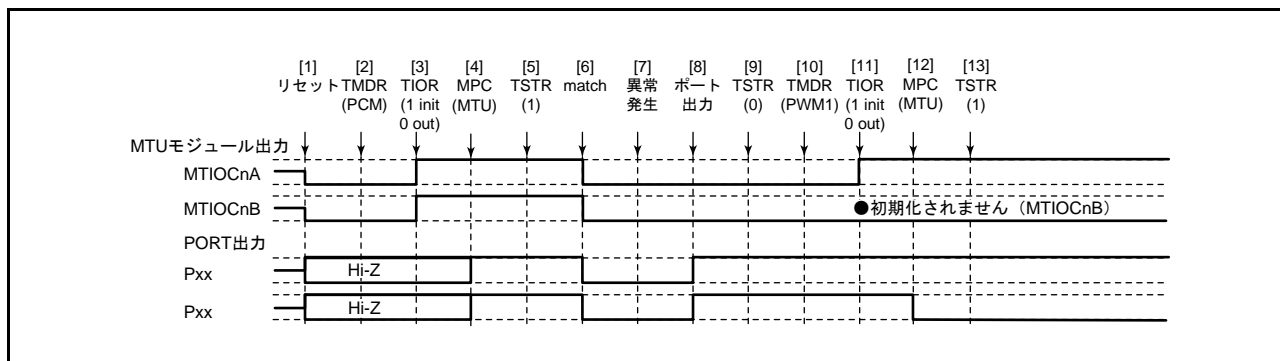 [1] [2] [3] [4] [5] [6] [7] [8] [9] [10] [11] [12] [13]
リセット TMDR TIOR MPC TSTR match 異常 ポート TSTR TMDR TIOR MPC TSTR
(PCM) (1 init (MTU) (1) 発生 出力 (0) (PWM1) (1 init (MTU) (1)
0 out) 0 out)
MTUモジュール出力
MTIOCnA
MTIOCnB ●初期化されません（MTIOCnB）
PORT出力
Pxx Hi-Z
Pxx Hi-Z